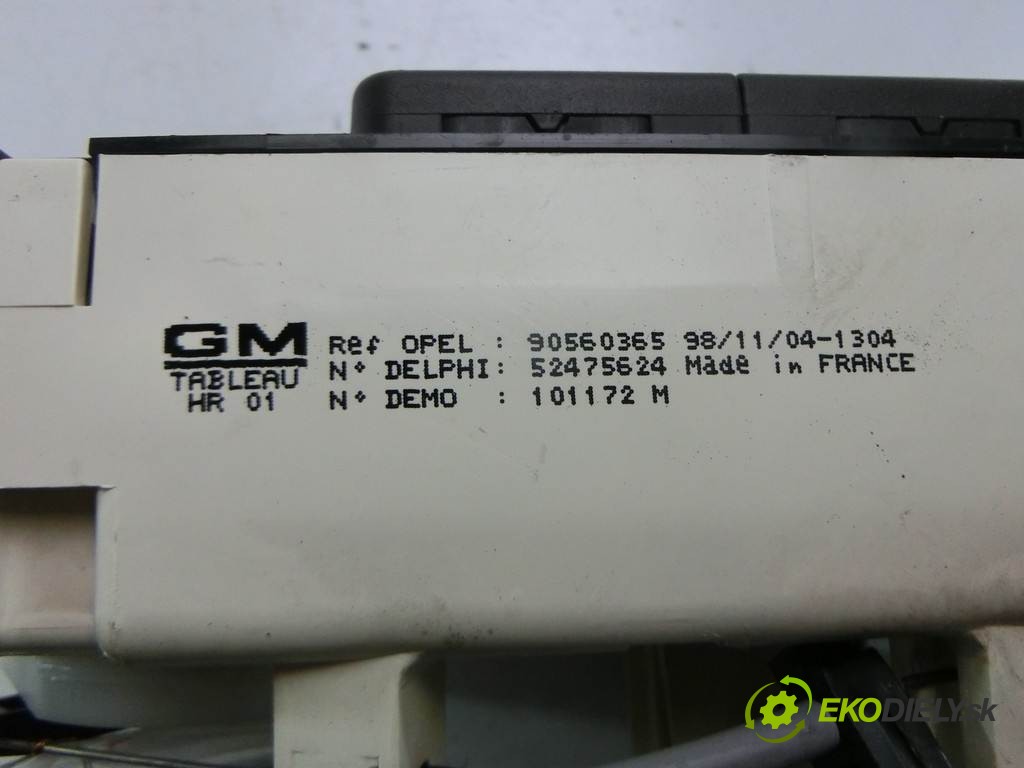 GM
TABLEAU
HR 01
Ref OPEL : 90560365 98/11/04-1304
N° DELPHI: 52475624 Made in FRANCE
N° DEMO : 101172 M
EKODIELY.sk